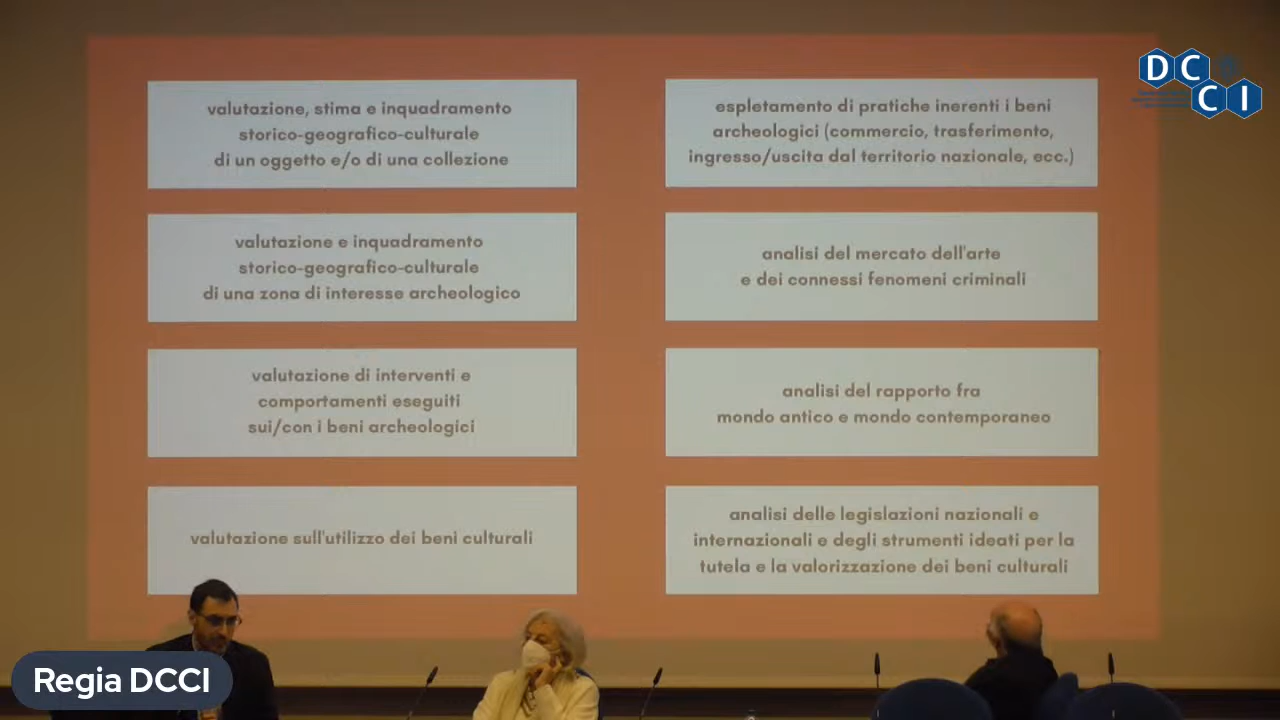 valutazione, stima e inquadramento
storico-geografico-culturale
di un oggetto e/o di una collezione
valutazione e inquadramento
storico-geografico-culturale
di una zona di interesse archeologico
valutazione di interventi e
comportamenti eseguiti
sui/con i beni archeologici
valutazione sull'utilizzo dei beni culturali
espletamento di pratiche inerenti i beni
archeologici (commercio, trasferimento,
ingresso/uscita dal territorio nazionale, ecc.)
analisi del mercato dell'arte
e dei connessi fenomeni criminali
analisi del rapporto fra
mondo antico e mondo contemporaneo
analisi delle legislazioni nazionali e
internazionali e degli strumenti ideati per la
tutela e la valorizzazione dei beni culturali
DC
CI
Regia DCCI